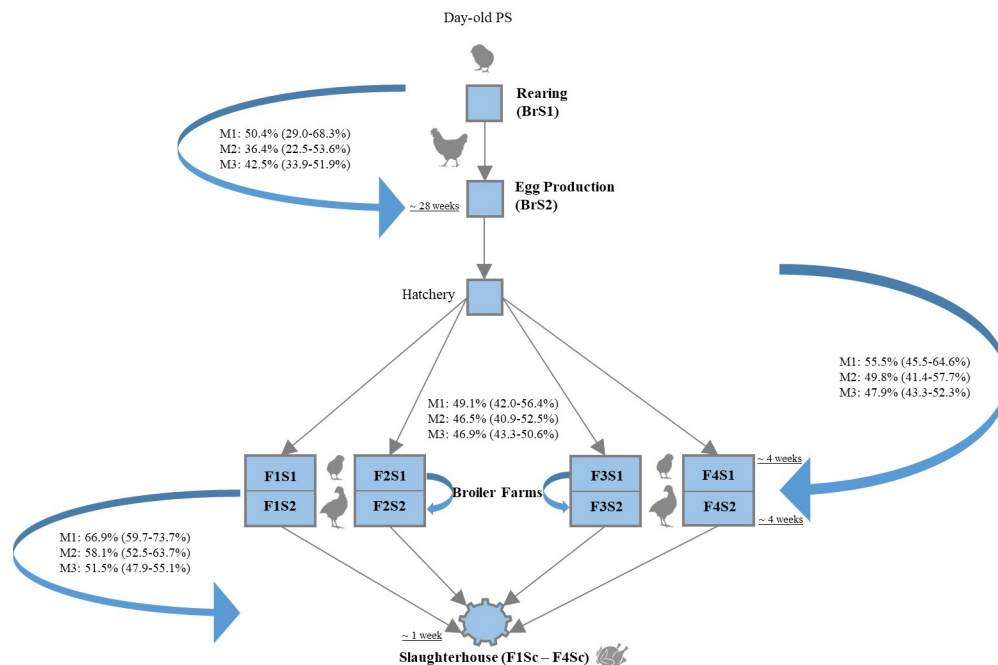 Day-old PS
Rearing
(BrS1)
M1: 50.4% (29.0-68.3%)
M2: 36.4% (22.5-53.6%)
M3: 42.5% (33.9-51.9%)
Egg Production
(BrS2)
~ 28 weeks
Hatchery
M1: 55.5% (45.5-64.6%)
M2: 49.8% (41.4-57.7%)
M3: 47.9% (43.3-52.3%)
M1: 49.1% (42.0-56.4%)
M2: 46.5% (40.9-52.5%)
M3: 46.9% (43.3-50.6%)
F1S1
F2S1
F3S1
F4S1
~ 4 weeks
Broiler Farms
F1S2
F2S2
F3S2
F4S2
~ 4 weeks
M1: 66.9% (59.7-73.7%)
M2: 58.1% (52.5-63.7%)
M3: 51.5% (47.9-55.1%)
~ 1 week
Slaughterhouse (F1Sc – F4Sc)